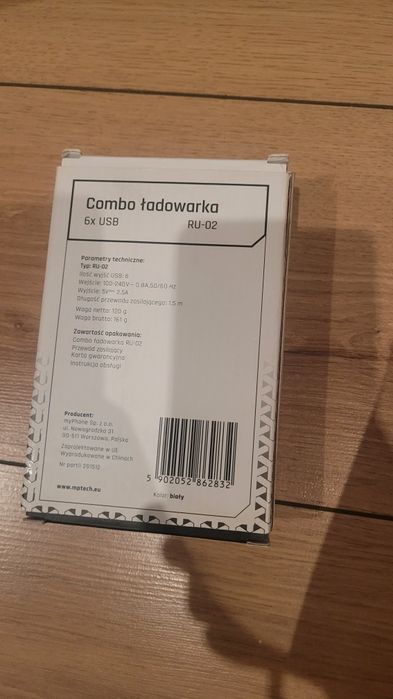 Combo ładowarka
6x USB RU-02
Parametry techniczne:
Typ: RU-02
Ilość wyjść USB: 6
Wejście: 100-240V ~ 0.8A,50/60 HZ
Wyjście: 5V 2,5A
Długość przewodu zasilającego: 1.5 m
Waga netto: 120 g
Waga brutto: 161 g
Zawartość opakowania:
Combo ładowarka RU-02
Przewód zasilający
Karta gwarancyjna
Instrukcja obsługi
Producent:
myPhone Sp. z o.o.
ul. Nowogrodzka 31
00-511 Warszawa, Polska
Zaprojektowane w UE
Wyprodukowane w Chinach
Nr partii 201512
www.mptech.eu
5 902052 862832
Kolor: biały